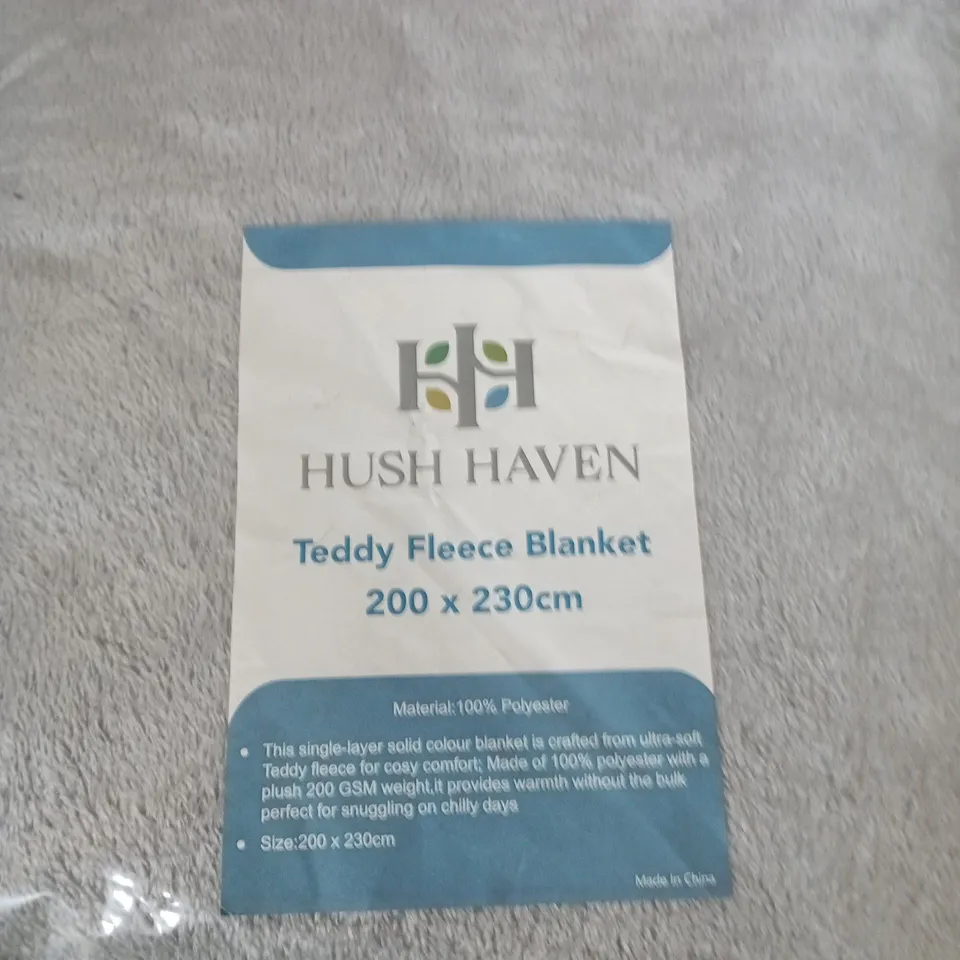 HUSH HAVEN
Teddy Fleece Blanket
200 x 230cm
Material:100% Polyester
This single-layer solid colour blanket is crafted from ultra-soft
Teddy fleece for cosy comfort; Made of 100% polyester with a
plush 200 GSM weight,it provides warmth without the bulk
perfect for snuggling on chilly days
Size:200 x 230cm
Made In China